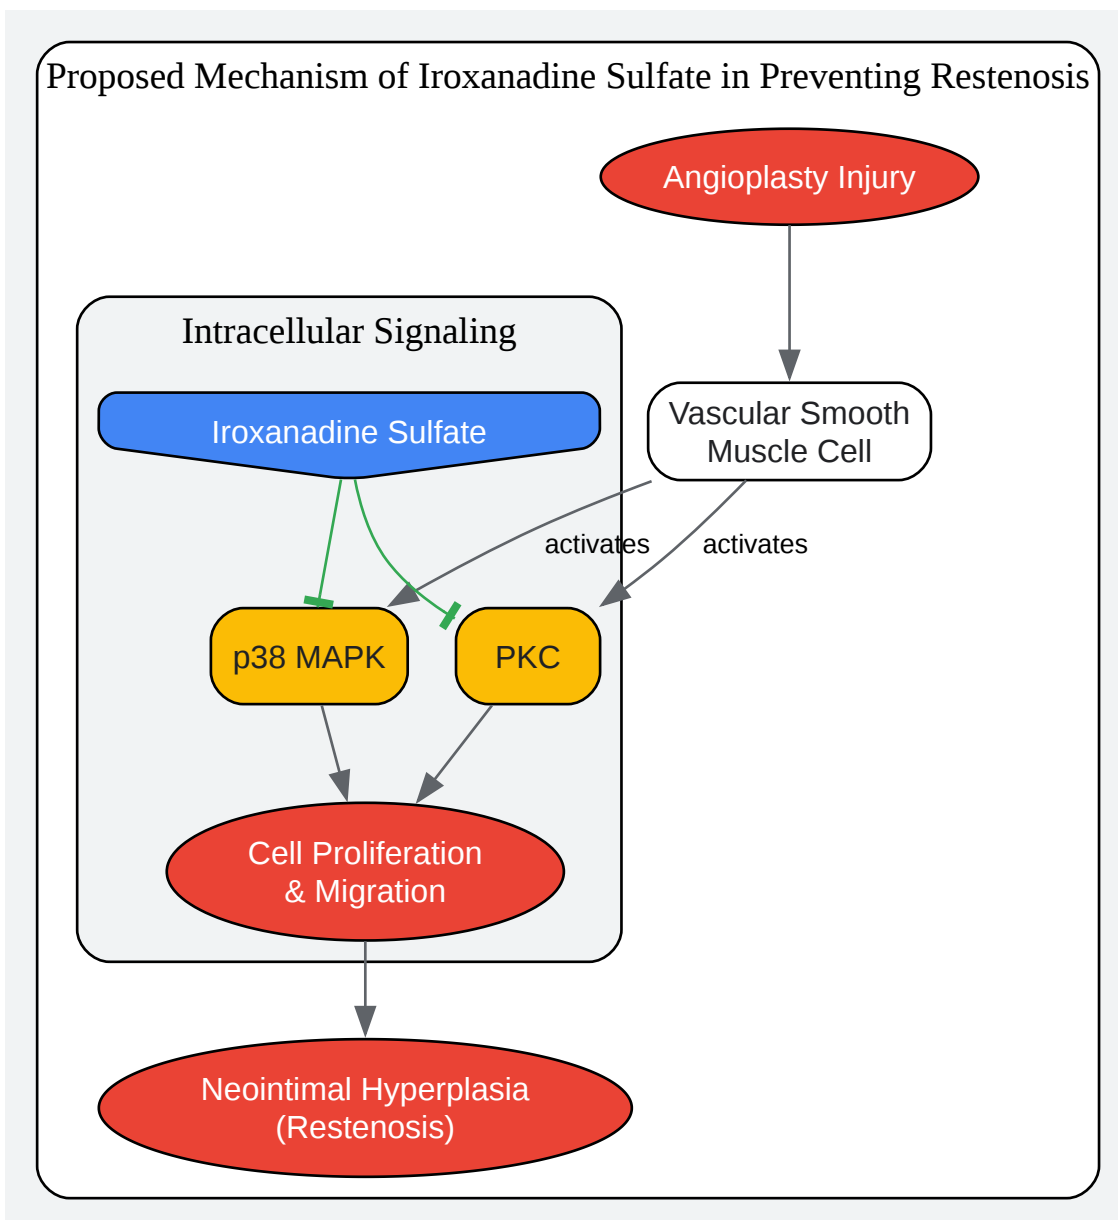 Proposed Mechanism of Iroxanadine Sulfate in Preventing Restenosis
Angioplasty Injury
Intracellular Signaling
Iroxanadine Sulfate
Vascular Smooth
Muscle Cell
activates
activates
p38 MAPK
PKC
Cell Proliferation
& Migration
Neointimal Hyperplasia
(Restenosis)